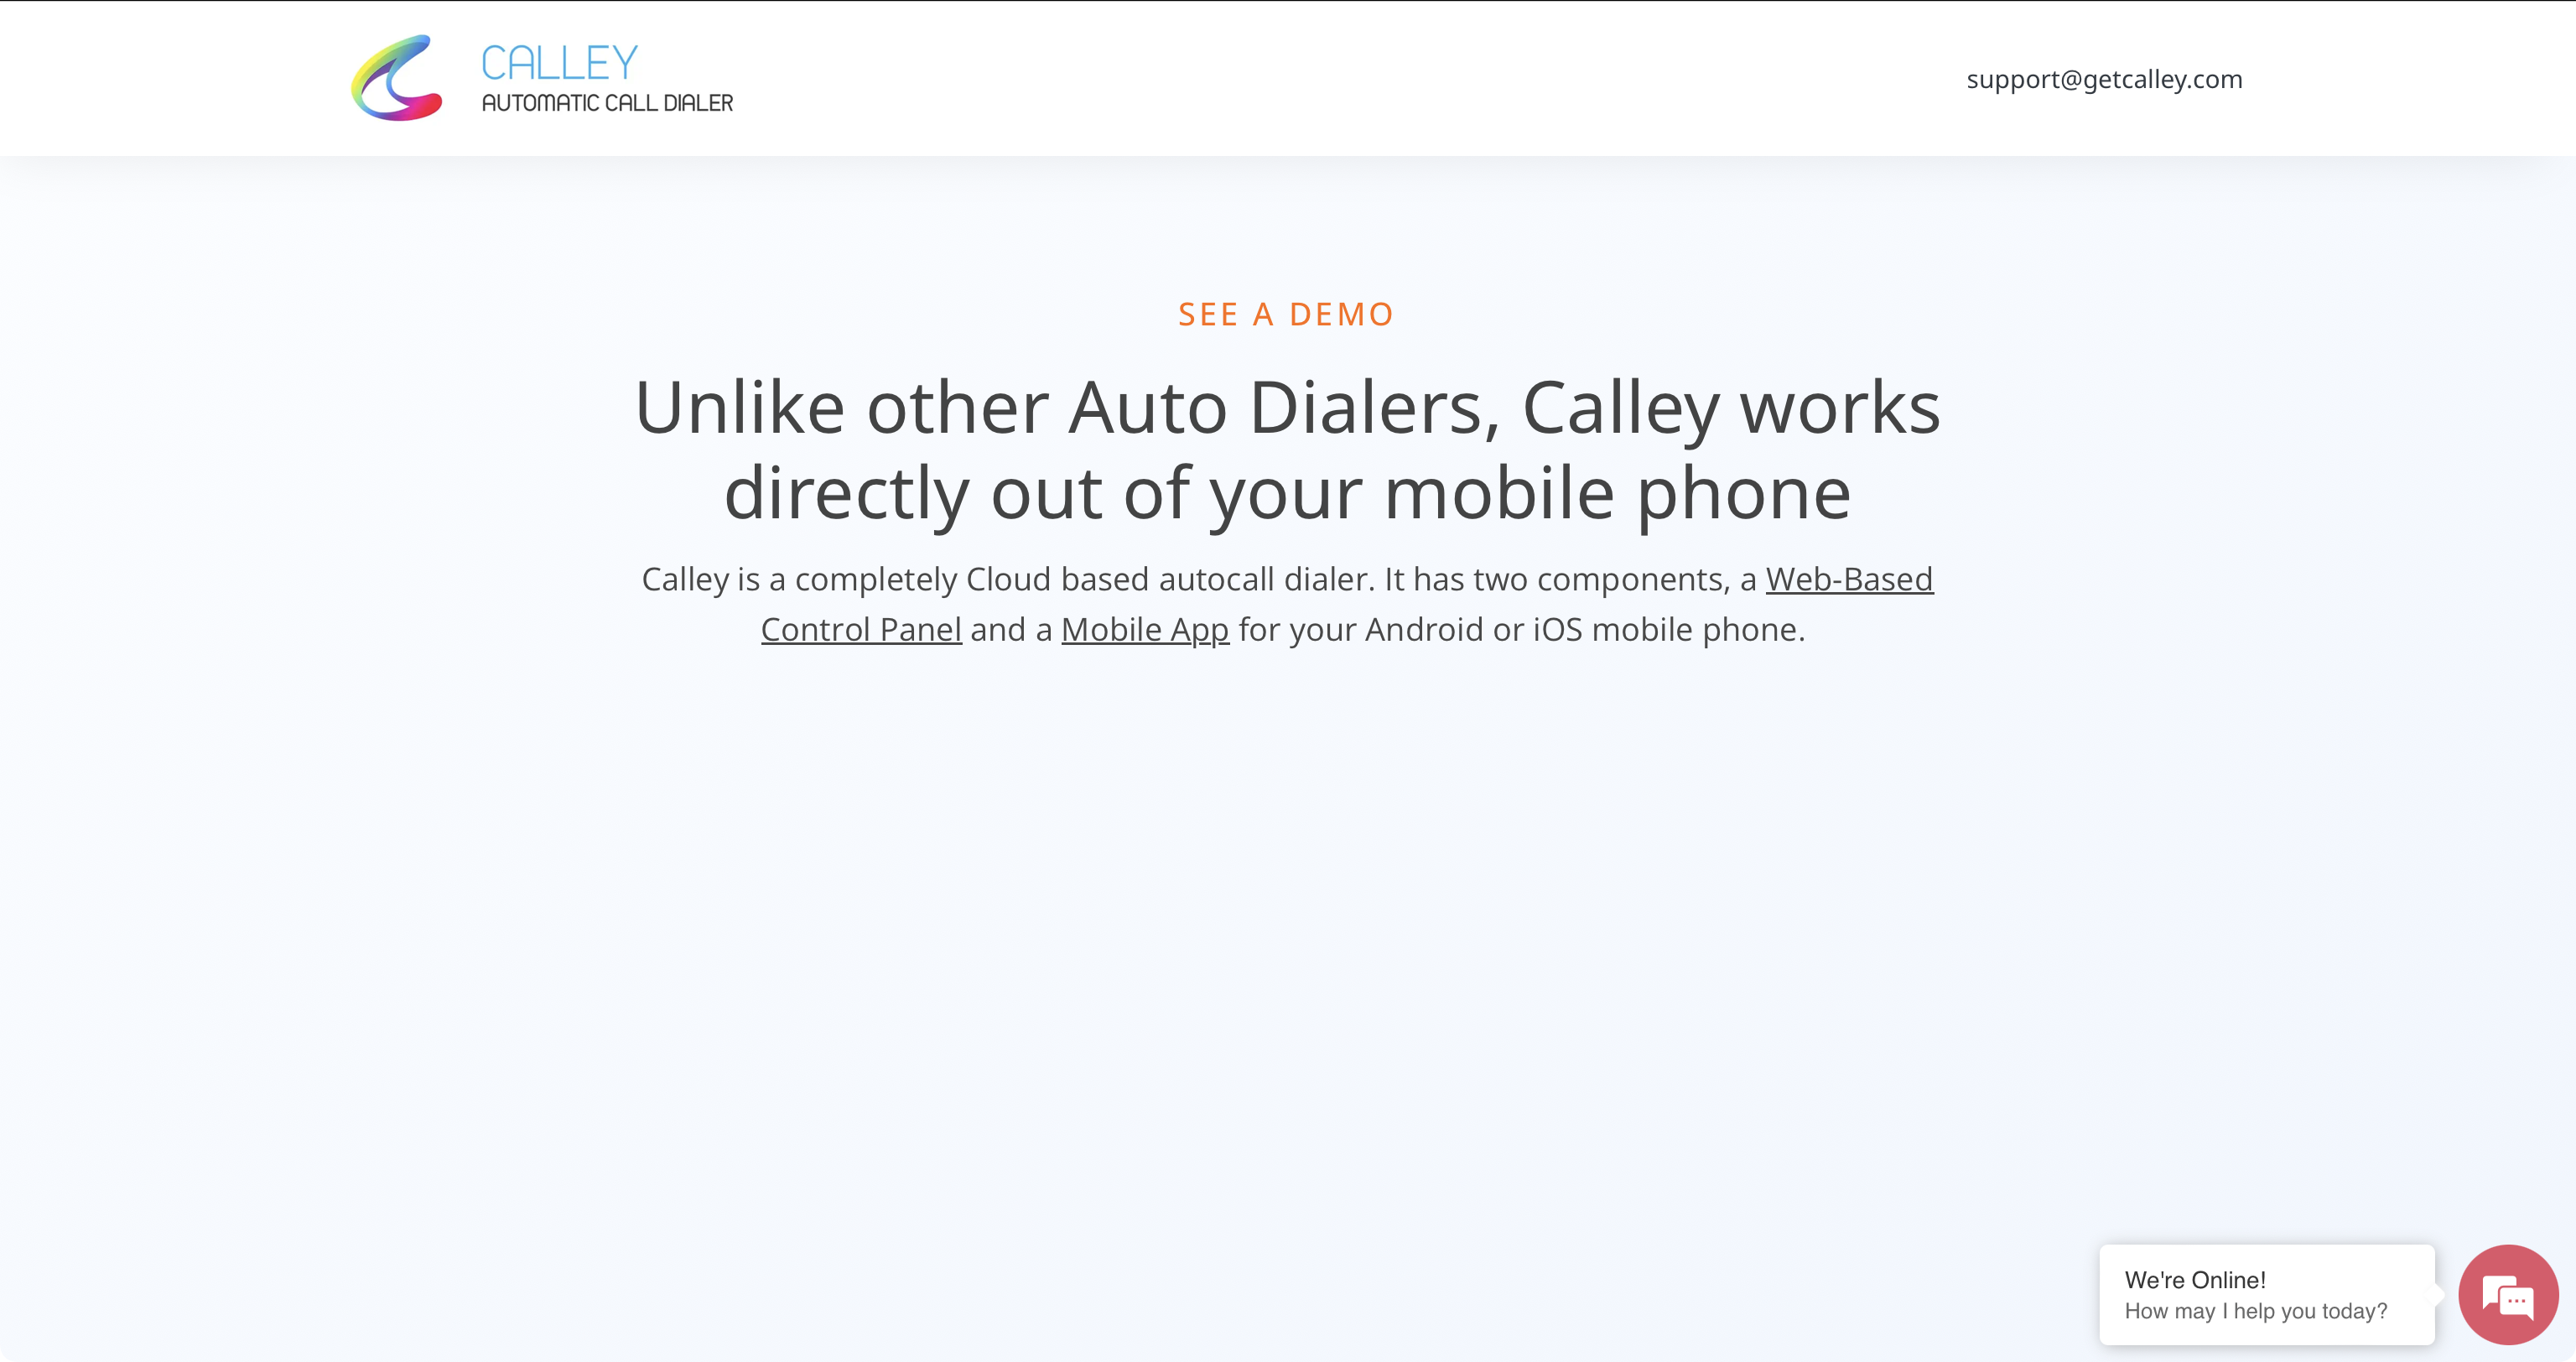 CALLEY
AUTOMATIC CALL DIALER
support@getcalley.com
SEE A DEMO
Unlike other Auto Dialers, Calley works
directly out of your mobile phone
Calley is a completely Cloud based autocall dialer. It has two components, a Web-Based
Control Panel and a Mobile App for your Android or iOS mobile phone.
We're Online!
How may I help you today?